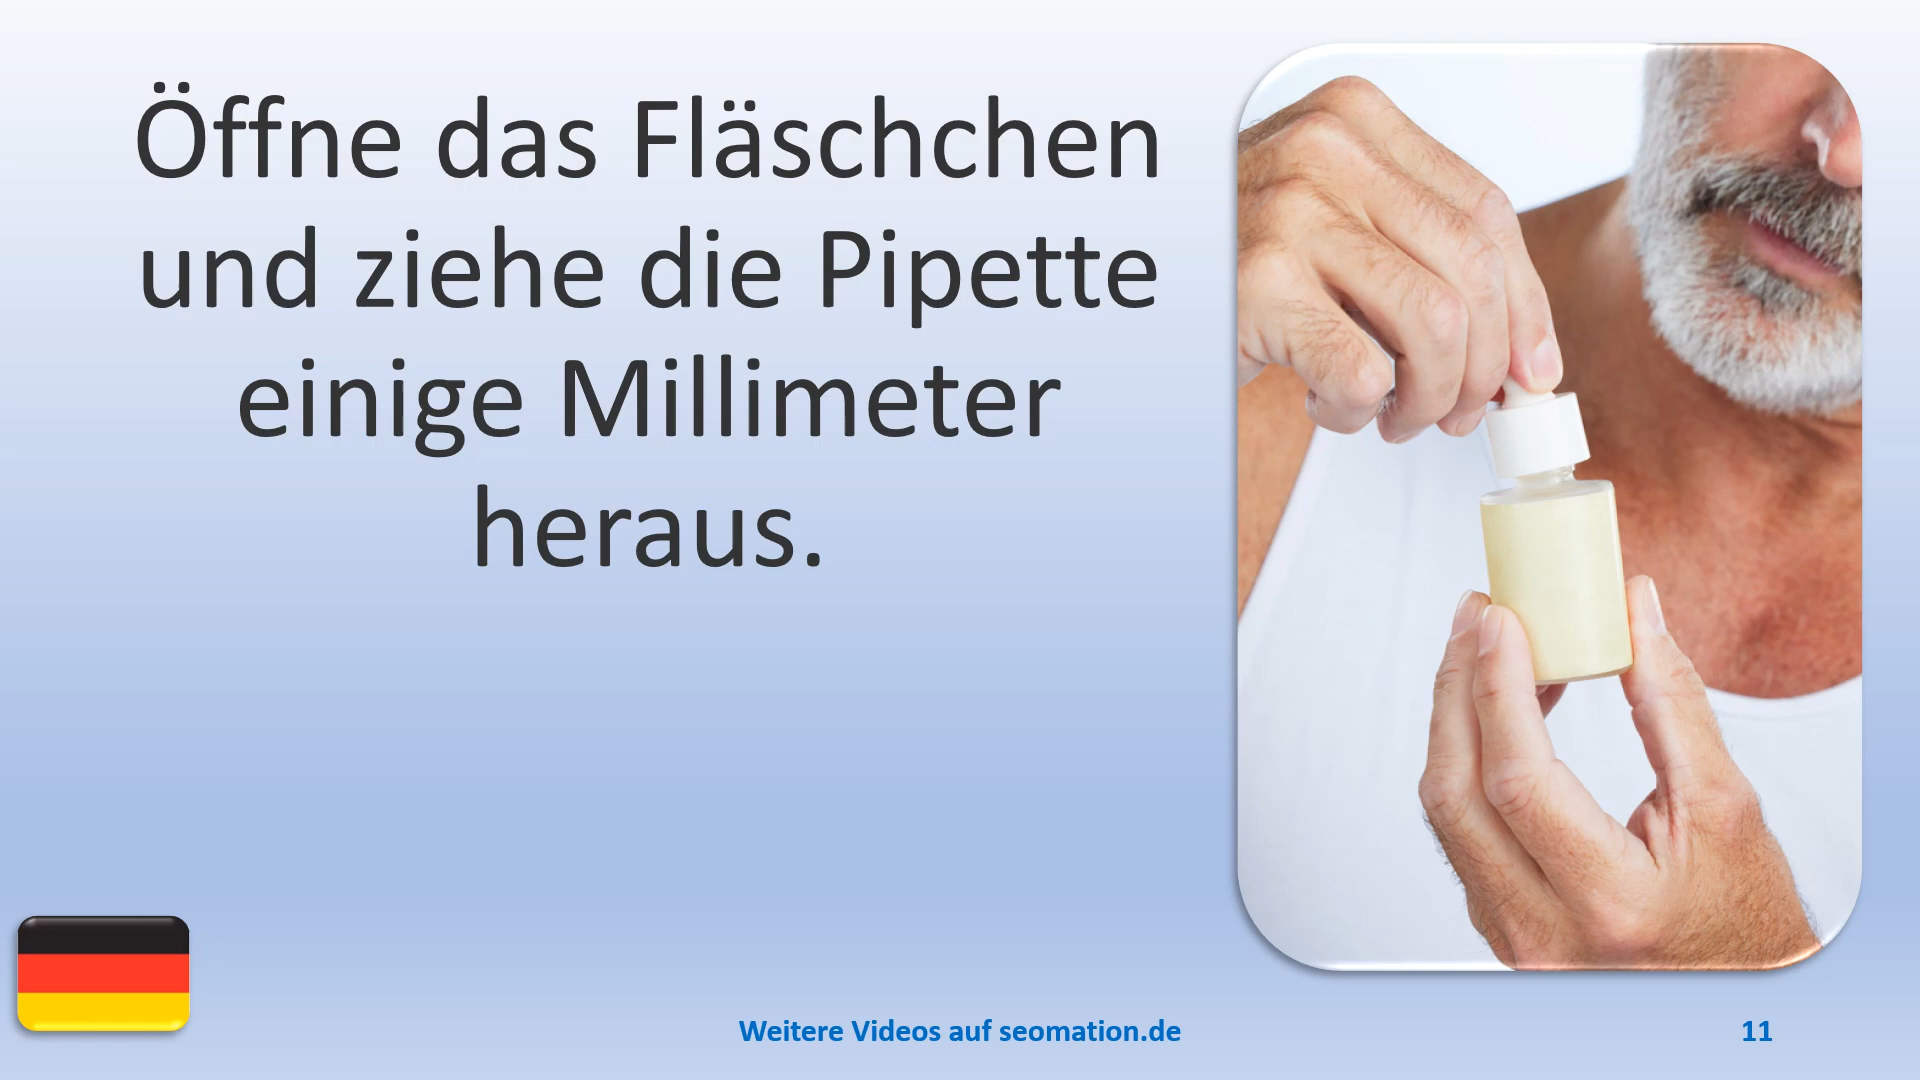 Öffne das Fläschchen
und ziehe die Pipette
einige Millimeter
heraus.
Weitere Videos auf seomation.de
11